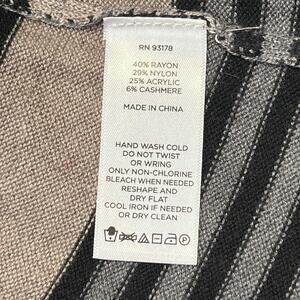 RN 93178
40% RAYON
29% NYLON
25% ACRYLIC
6% CASHMERE
MADE IN CHINA
HAND WASH COLD
DO NOT TWIST
OR WRING
ONLY NON-CHLORINE
BLEACH WHEN NEEDED
RESHAPE AND
DRY FLAT
COOL IRON IF NEEDED
OR DRY CLEAN